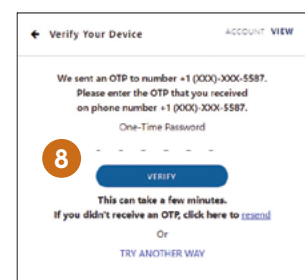 ← Verify Your Device ACCOUNT VIEW
We sent an OTP to number +1 (XXX)-XXX-5587.
Please enter the OTP that you received
on phone number +1 (XXX)-XXX-5587.
One-Time Password
- - - - - -
8
VERIFY
This can take a few minutes.
If you didn't receive an OTP, click here to resend
Or
TRY ANOTHER WAY